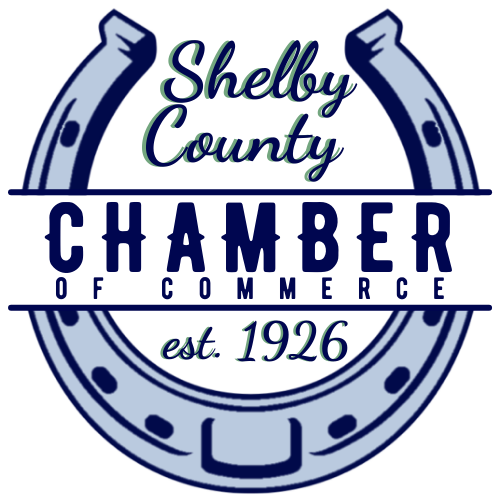 Shelby
County
CHAMBER
OF COMMERCE
est. 1926